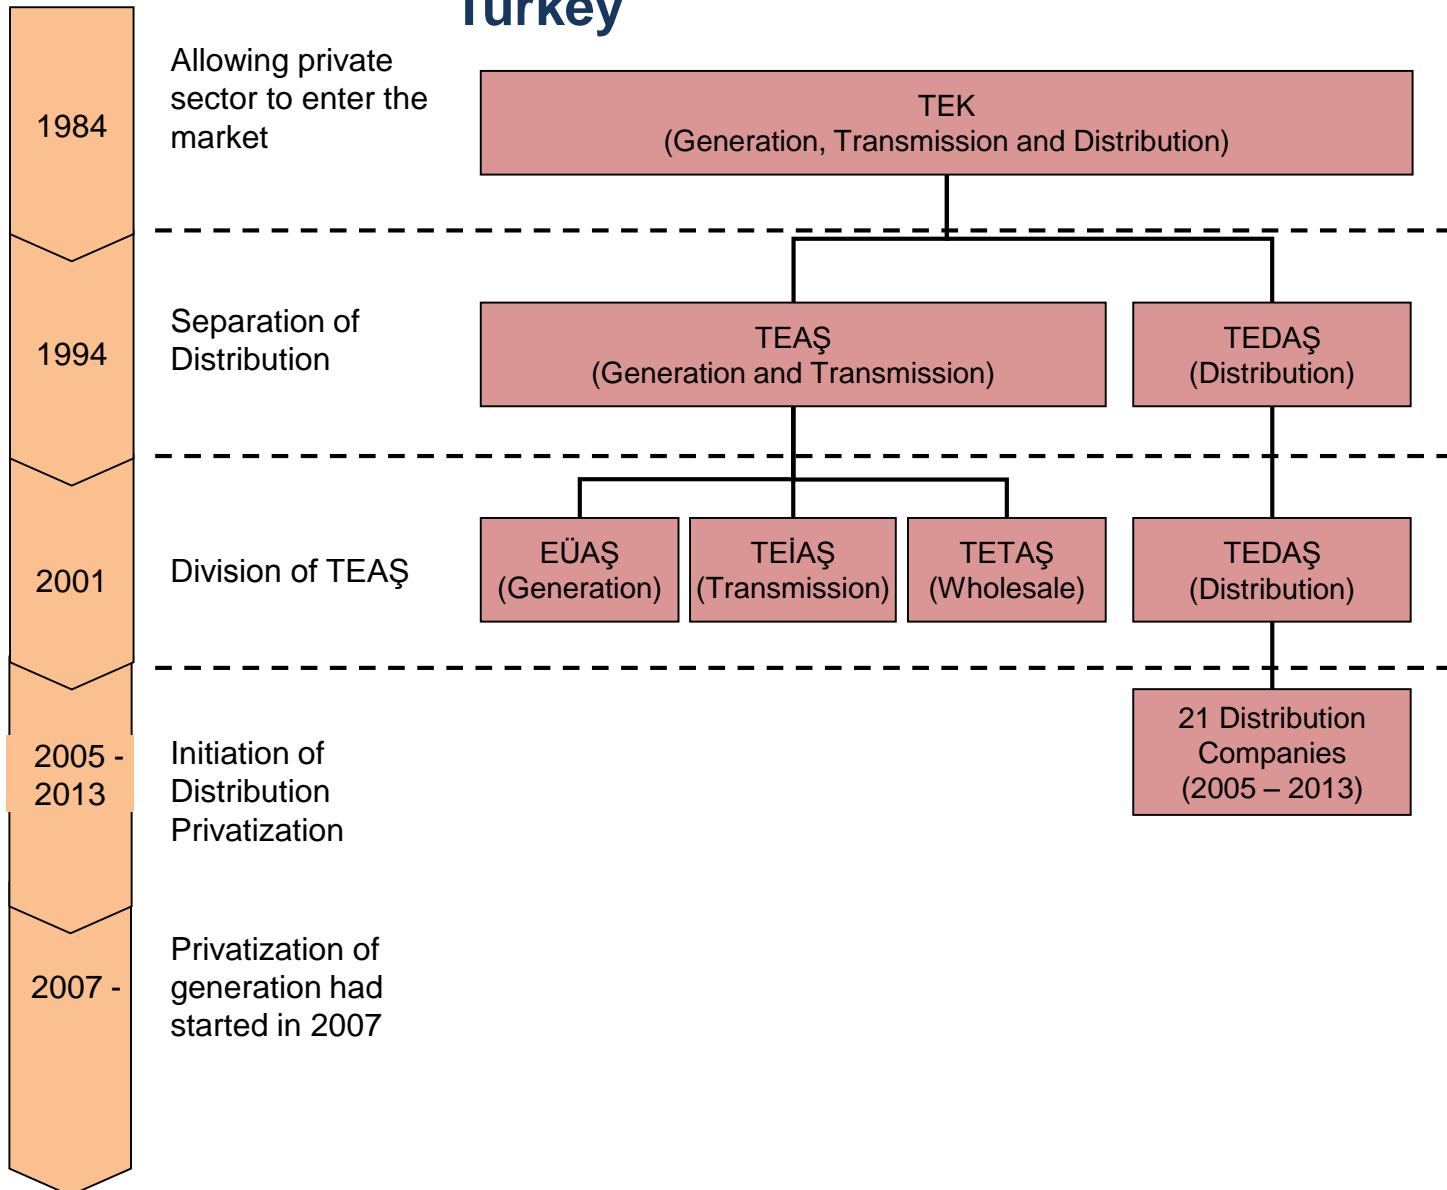 Turkey
1984
Allowing private
sector to enter the
market
TEK
(Generation, Transmission and Distribution)
1994
Separation of
Distribution
TEAŞ
(Generation and Transmission)
TEDAŞ
(Distribution)
2001
Division of TEAŞ
EÜAŞ
(Generation)
TEİAŞ
(Transmission)
TETAŞ
(Wholesale)
TEDAŞ
(Distribution)
2005 -
2013
Initiation of
Distribution
Privatization
21 Distribution
Companies
(2005 – 2013)
2007 -
Privatization of
generation had
started in 2007